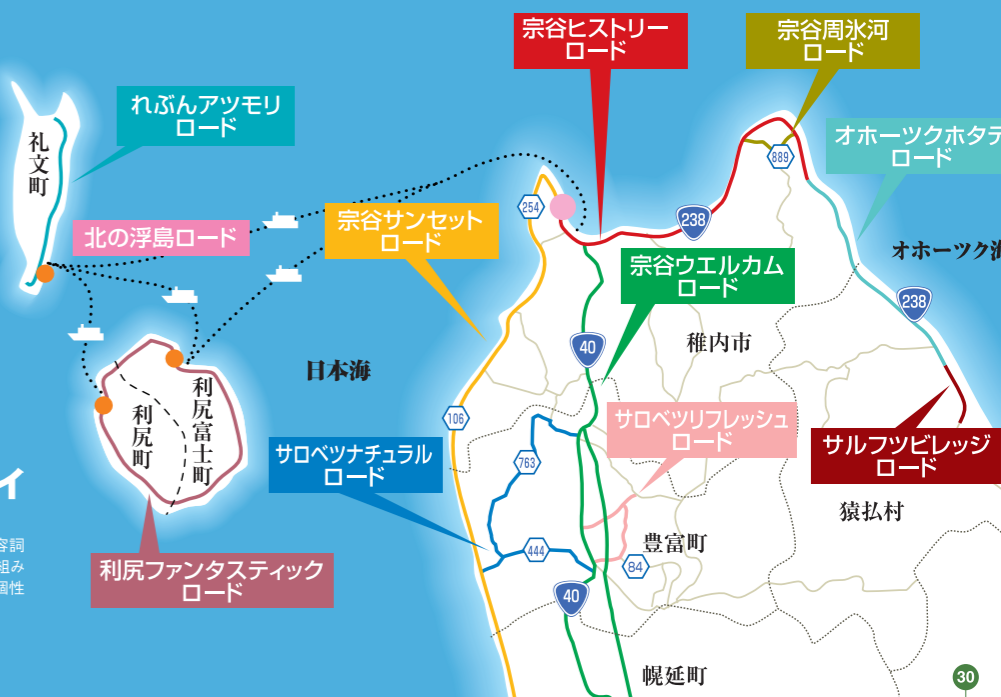 宗谷ヒストリー
ロード
宗谷周氷河
ロード
れぶんアツモリ
ロード
オホーツクホタテ
ロード
礼文町
889
254
北の浮島ロード
宗谷サンセット
ロード
238
オホーツク海
宗谷ウエルカム
ロード
238
40
稚内市
日本海
利尻富士町
利尻町
106
サロベツリフレッシュ
ロード
サロベツナチュラル
ロード
763
サルフツビレッジ
ロード
イ
猿払村
容詞
組み
個性
利尻ファンタスティック
ロード
444
豊富町
84
40
幌延町
30